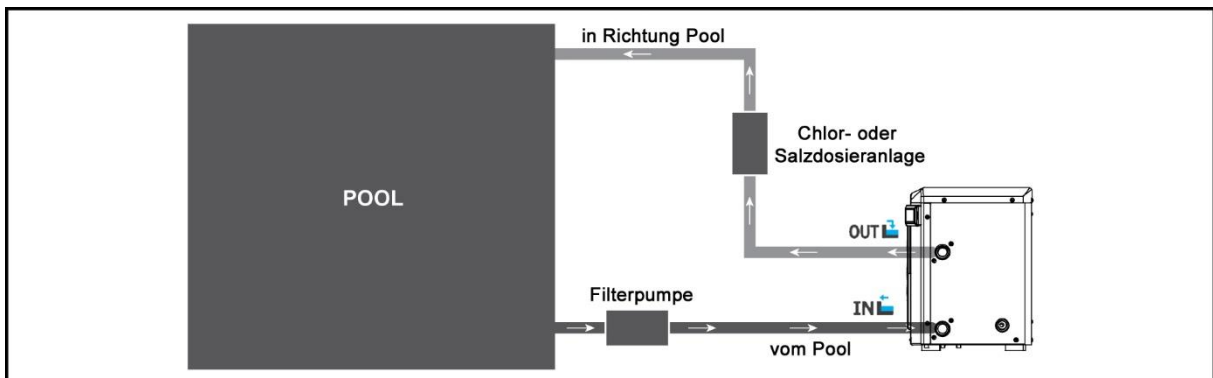 in Richtung Pool
Chlor- oder
Salzdosieranlage
POOL
OUT
Filterpumpe
IN
vom Pool